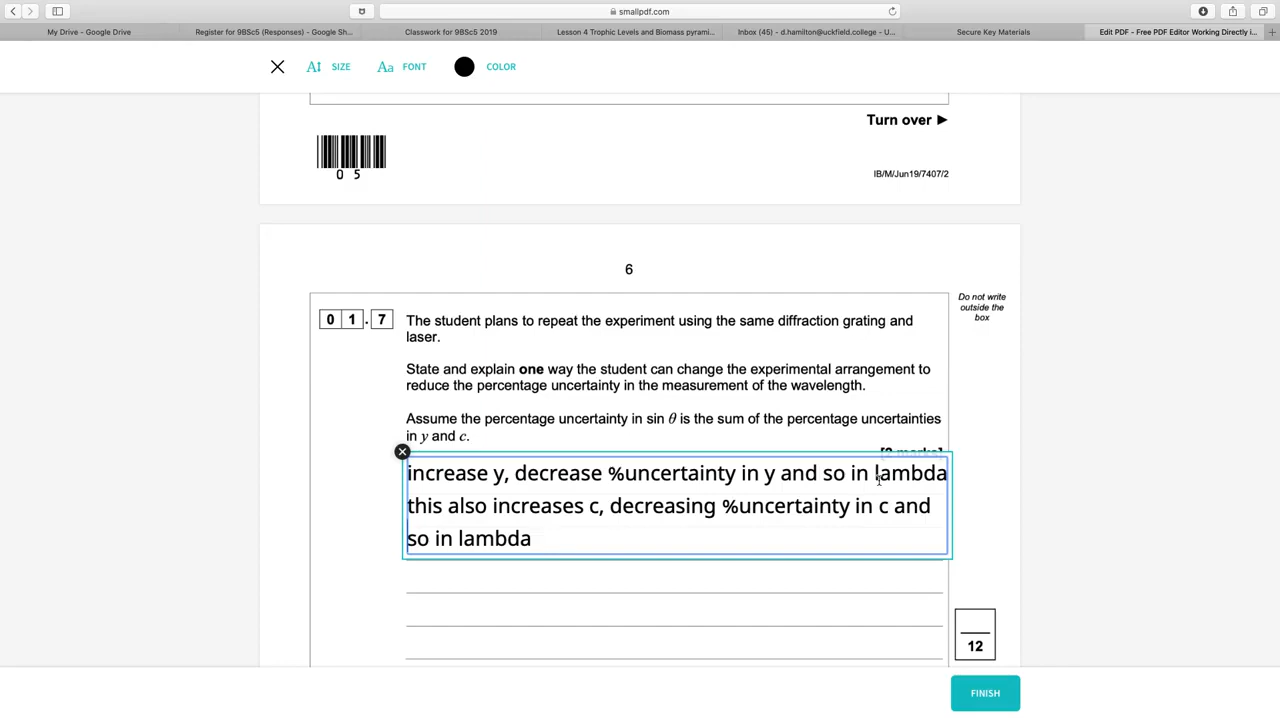 smallpdf.com
My Drive - Google Drive
Register for 9BSc5 (Responses) - Google Sh...
Classwork for 9BSc5 2019
Lesson 4 Trophic Levels and Biomass pyrami...
Inbox (45) - d.hamilton@uckfield.college - U...
Secure Key Materials
Edit PDF - Free PDF Editor Working Directly i...
SIZE
FONT
COLOR
Turn over ►
0 5
IB/M/Jun19/7407/2
6
Do not write
outside the
box
0 1 . 7
The student plans to repeat the experiment using the same diffraction grating and
laser.
State and explain one way the student can change the experimental arrangement to
reduce the percentage uncertainty in the measurement of the wavelength.
Assume the percentage uncertainty in sin θ is the sum of the percentage uncertainties
in y and c.
[2 marks]
increase y, decrease %uncertainty in y and so in lambda
this also increases c, decreasing %uncertainty in c and
so in lambda
12
FINISH